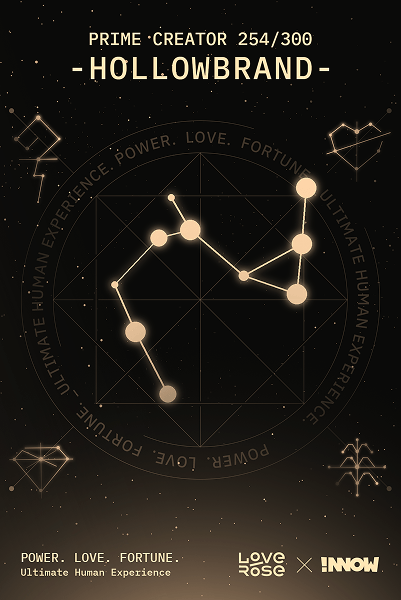 PRIME·CREATOR 254/300
-HOLLOWBRAND-
POWER. LOVE. FORTUNE. ULTIMATE HUMAN EXPERIENCE. POWER. LOVE. FORTUNE - ULTIMATE HUMAN EXPERIENCE.
POWER. LOVE. FORTUNE.
Ultimate Human Experience
LOVE
ROSE
× !NNOW